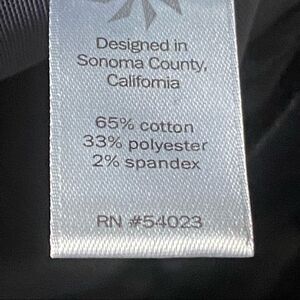 Designed in
Sonoma County,
California
65% cotton
33% polyester
2% spandex
RN #54023